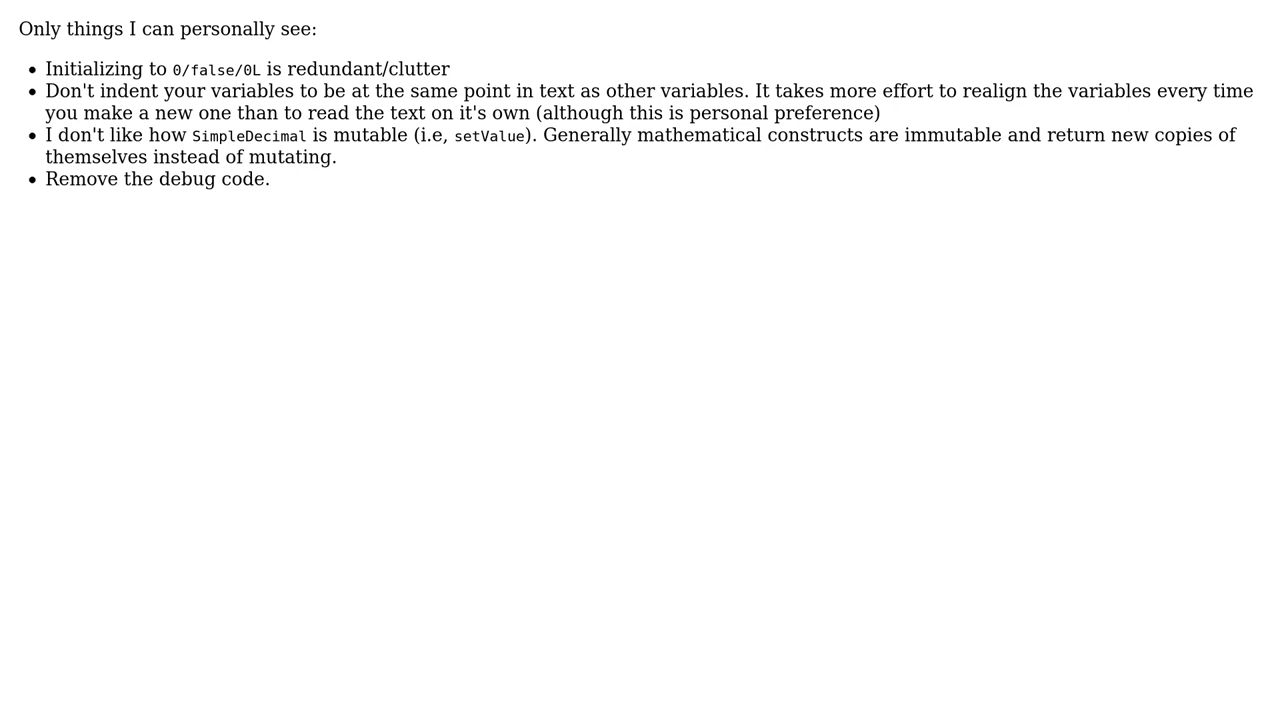 Only things I can personally see:
• Initializing to 0/false/0L is redundant/clutter
• Don't indent your variables to be at the same point in text as other variables. It takes more effort to realign the variables every time
you make a new one than to read the text on it's own (although this is personal preference)
• I don't like how SimpleDecimal is mutable (i.e, setValue). Generally mathematical constructs are immutable and return new copies of
themselves instead of mutating.
• Remove the debug code.